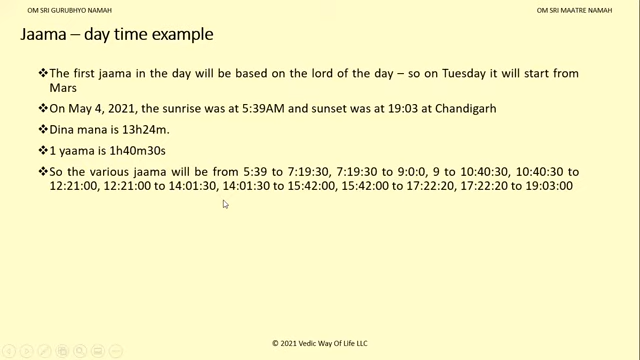 OM SRI GURUBHYO NAMAH
OM SRI MAATRE NAMAH
Jaama – day time example
❖The first jaama in the day will be based on the lord of the day – so on Tuesday it will start from
Mars
❖On May 4, 2021, the sunrise was at 5:39AM and sunset was at 19:03 at Chandigarh
❖Dina mana is 13h24m.
❖1 yaama is 1h40m30s
❖So the various jaama will be from 5:39 to 7:19:30, 7:19:30 to 9:0:0, 9 to 10:40:30, 10:40:30 to
12:21:00, 12:21:00 to 14:01:30, 14:01:30 to 15:42:00, 15:42:00 to 17:22:20, 17:22:20 to 19:03:00
© 2021 Vedic Way Of Life LLC